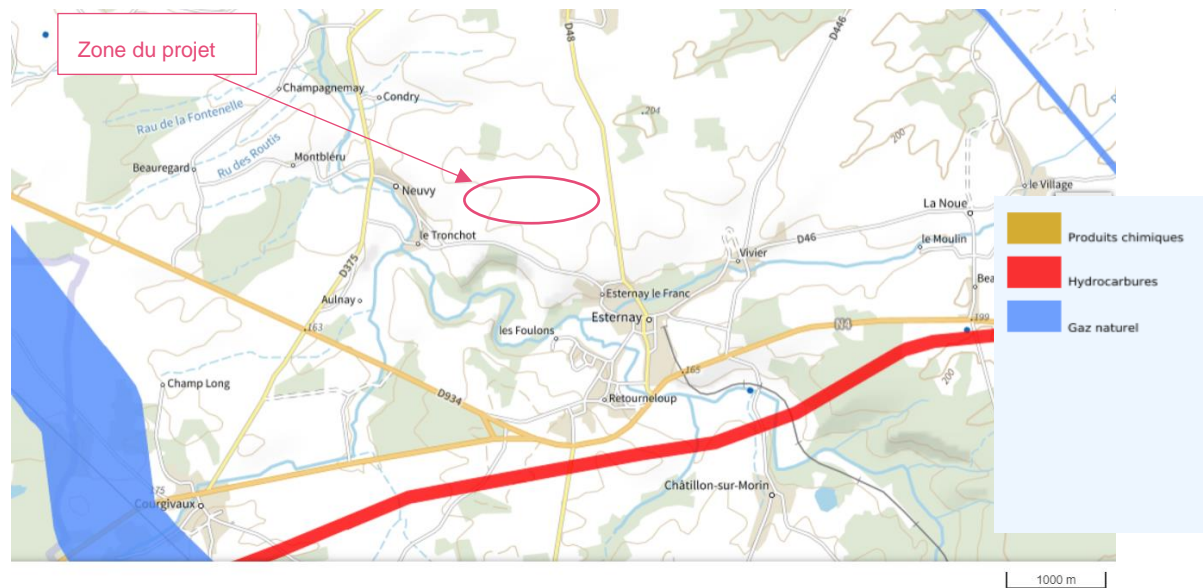 Zone du projet
D48
D446
Champagnemay
Condry
Rau de la Fontenelle
.204
200
Ru des Routis
Montbléru
Beauregard
Neuvy
le Village
La Noue
le Tronchot
D46
le Moulin
Vivier
D375
Bea
Esternay le Franc
Aulnay
Esternay
.163
les Foulons
N4
.199
.165
200
Champ Long
D934
Retourneloup
Châtillon-sur-Morin
175
Courgivaux
Produits chimiques
Hydrocarbures
Gaz naturel
1000 m